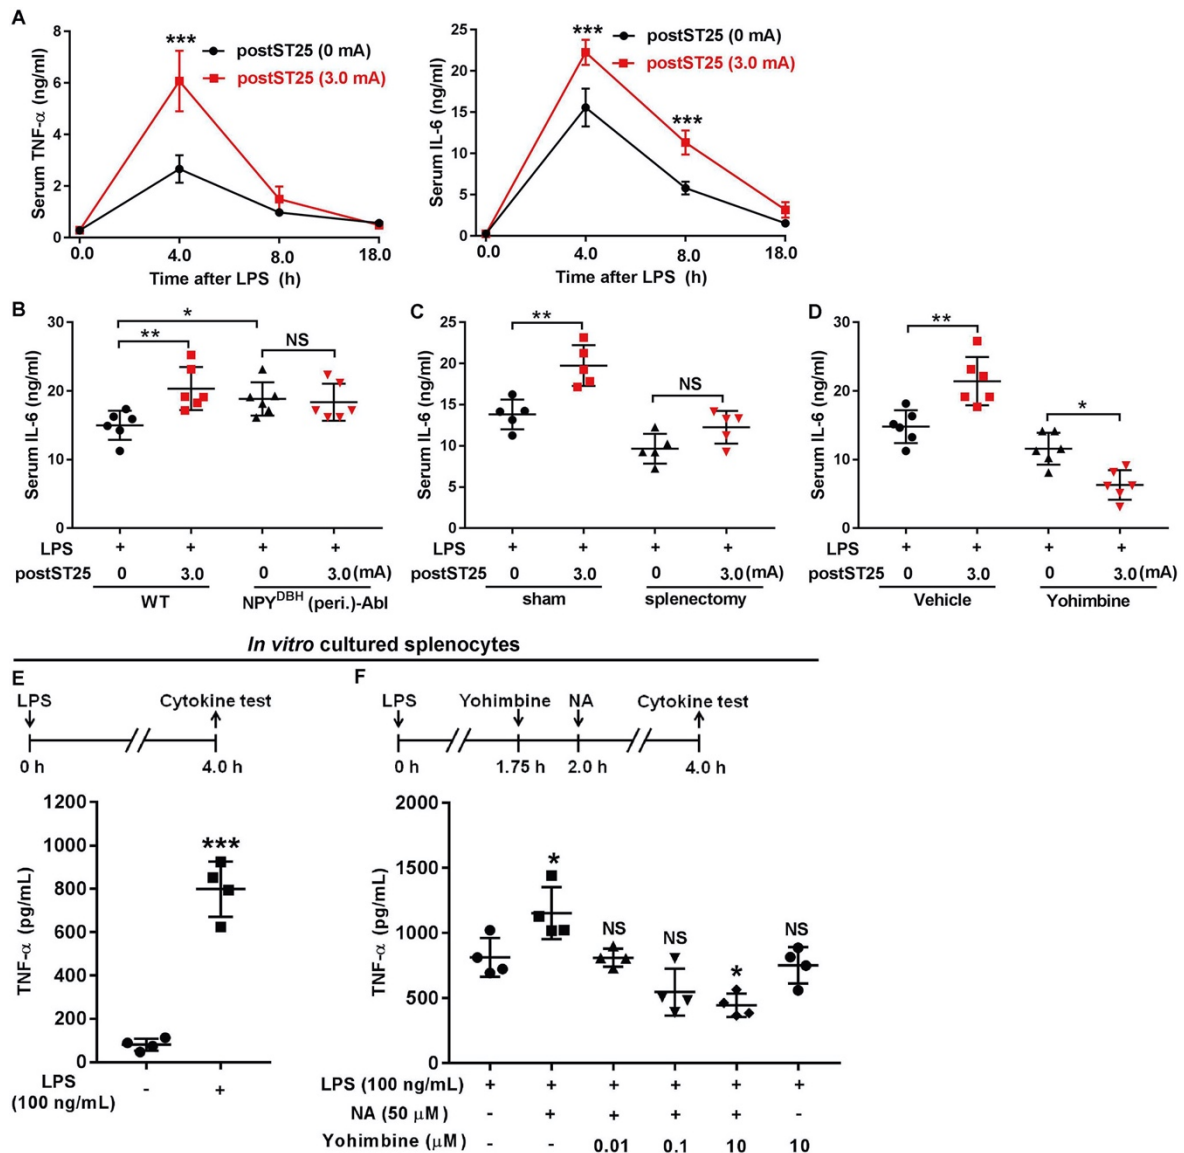 A
Serum TNF-α (ng/ml)
8
6
4
2
0
***
postST25 (0 mA)
postST25 (3.0 mA)
0.0 4.0 8.0 18.0
Time after LPS (h)
Serum IL-6 (ng/ml)
25
20
15
10
5
0
***
***
postST25 (0 mA)
postST25 (3.0 mA)
0.0 4.0 8.0 18.0
Time after LPS (h)
B
Serum IL-6 (ng/ml)
30
20
10
0
*
**
NS
LPS + + + +
postST25 0 3.0 0 3.0 (mA)
WT NPY^DBH (peri.)-Abl
C
Serum IL-6 (ng/ml)
25
20
15
10
5
0
**
NS
LPS + + + +
postST25 0 3.0 0 3.0 (mA)
sham splenectomy
D
Serum IL-6 (ng/ml)
30
20
10
0
**
*
LPS + + + +
postST25 0 3.0 0 3.0 (mA)
Vehicle Yohimbine
In vitro cultured splenocytes
E
LPS Cytokine test
0 h 4.0 h
TNF-α (pg/mL)
1200
1000
800
600
400
200
0
***
LPS - +
(100 ng/mL)
F
LPS Yohimbine NA Cytokine test
0 h 1.75 h 2.0 h 4.0 h
TNF-α (pg/mL)
2000
1500
1000
500
0
* NS NS * NS
LPS (100 ng/mL) + + + + + +
NA (50 μM) - + + + + -
Yohimbine (μM) - - 0.01 0.1 10 10